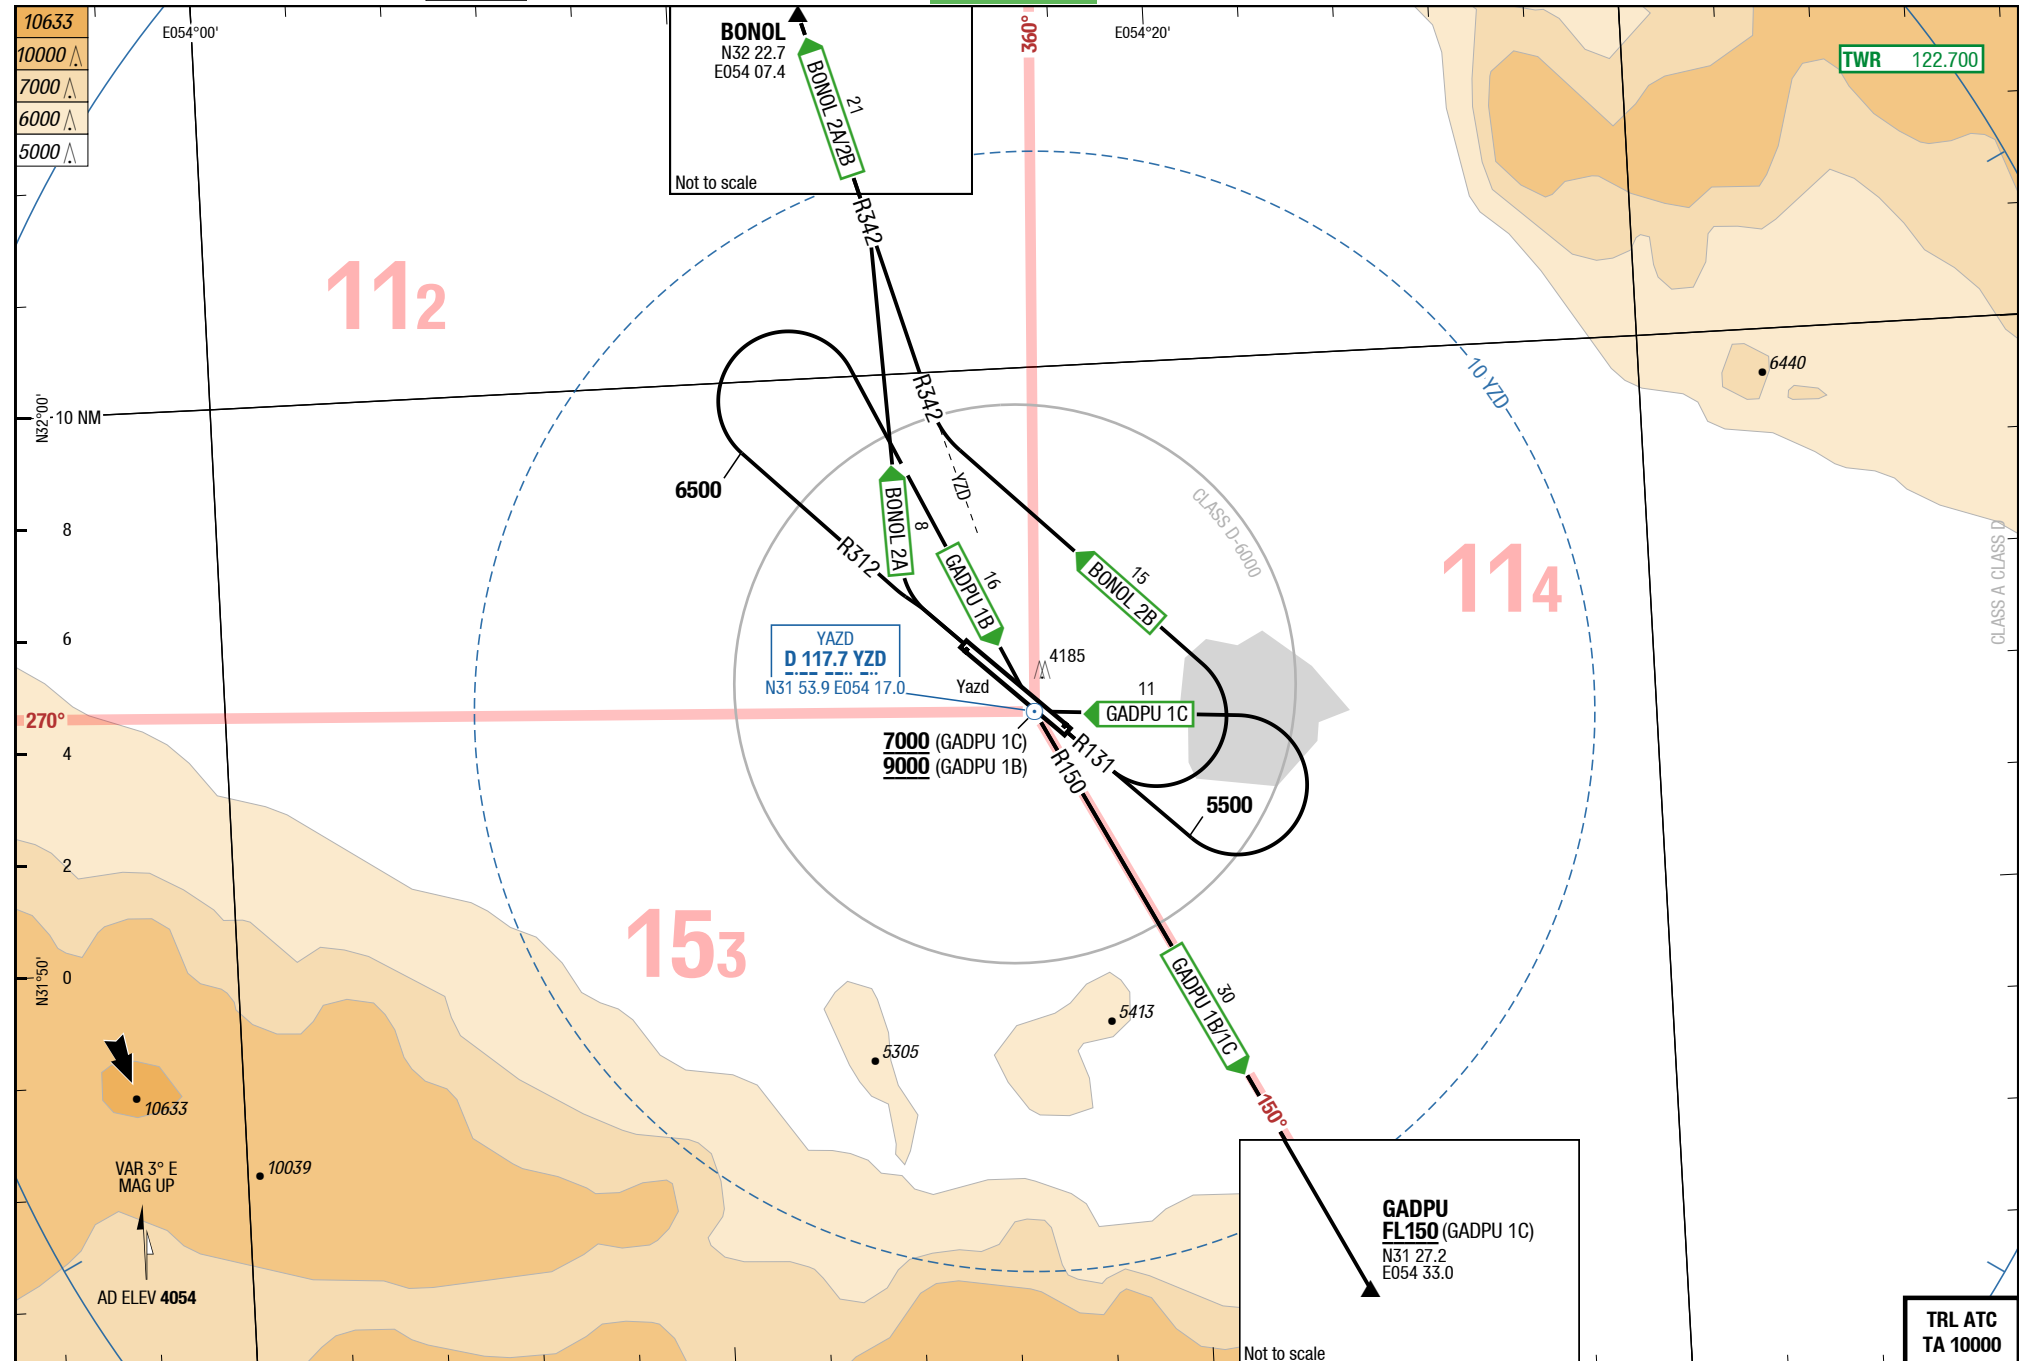 10633
10000
7000
6000
5000
E054°00'
BONOL
N32 22.7
E054 07.4
BONOL 2A/2B
21
Not to scale
360°
E054°20'
TWR 122.700
R342
112
6440
10 YZD
N32°00'
10 NM
R342
YZD
CLASS D-6000
6500
R312
BONOL 2A
8
GADPU 1B
16
BONOL 2B
15
114
CLASS A CLASS D
8
6
YAZD
D 117.7 YZD
N31 53.9 E054 17.0
Yazd
4185
11
GADPU 1C
270°
7000 (GADPU 1C)
9000 (GADPU 1B)
R131
R150
4
5500
2
153
N31°50'
0
GADPU 1B/1C
30
5413
5305
10633
150°
10039
VAR 3° E
MAG UP
AD ELEV 4054
GADPU
FL150 (GADPU 1C)
N31 27.2
E054 33.0
Not to scale
TRL ATC
TA 10000